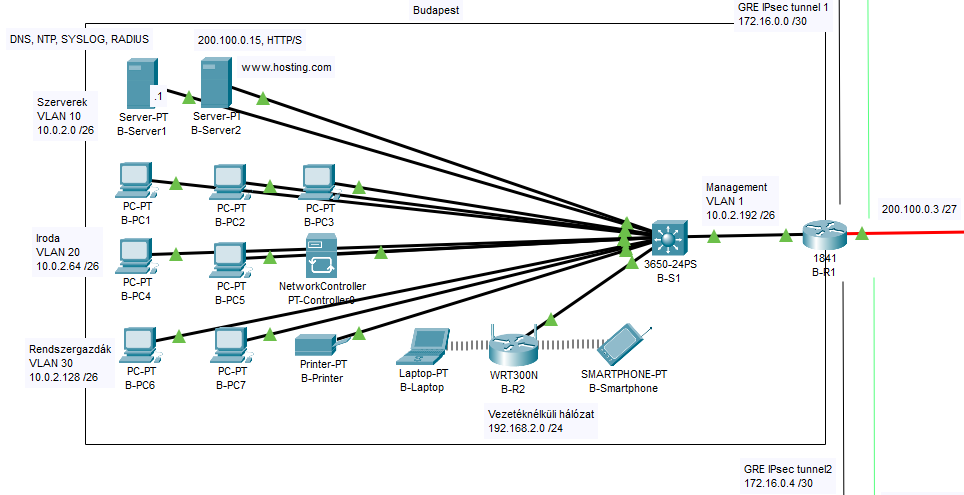 Budapest
GRE IPsec tunnel 1
172.16.0.0 /30
DNS, NTP, SYSLOG, RADIUS
200.100.0.15, HTTP/S
www.hosting.com
Szerverek
VLAN 10
10.0.2.0 /26
.1
Server-PT
B-Server1
Server-PT
B-Server2
PC-PT
B-PC1
PC-PT
B-PC2
PC-PT
B-PC3
Management
VLAN 1
10.0.2.192 /26
200.100.0.3 /27
Iroda
VLAN 20
10.0.2.64 /26
PC-PT
B-PC4
PC-PT
B-PC5
NetworkController
PT-Controller0
3650-24PS
B-S1
1841
B-R1
Rendszergazdák
VLAN 30
10.0.2.128 /26
PC-PT
B-PC6
PC-PT
B-PC7
Printer-PT
B-Printer
Laptop-PT
B-Laptop
WRT300N
B-R2
SMARTPHONE-PT
B-Smartphone
Vezetéknélküli hálózat
192.168.2.0 /24
GRE IPsec tunnel2
172.16.0.4 /30